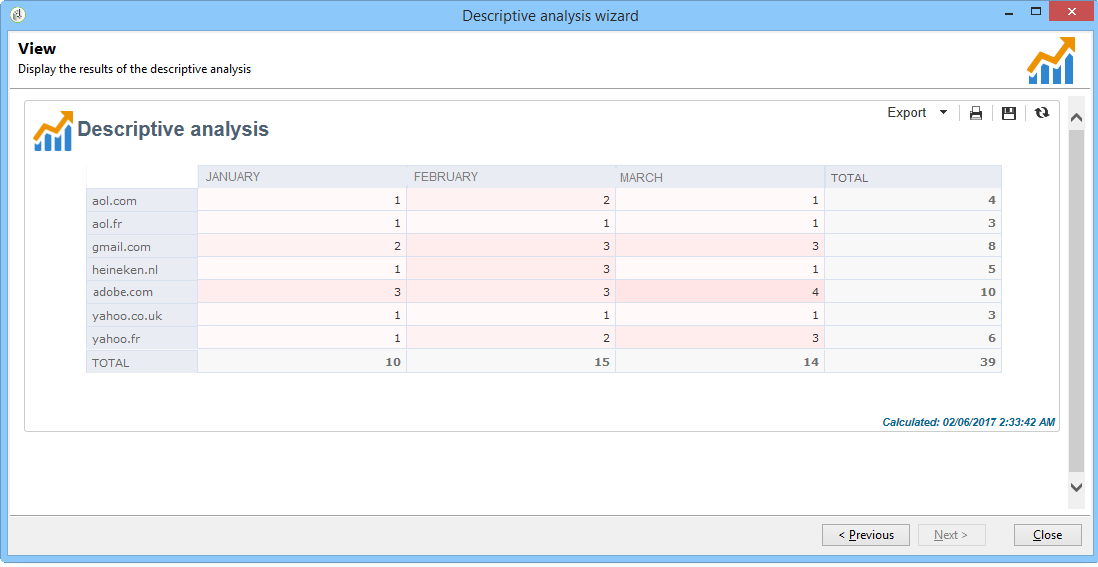 Descriptive analysis wizard
View
Display the results of the descriptive analysis
Export
Descriptive analysis
JANUARY FEBRUARY MARCH TOTAL
aol.com 1 2 1 4
aol.fr 1 1 1 3
gmail.com 2 3 3 8
heineken.nl 1 3 1 5
adobe.com 3 3 4 10
yahoo.co.uk 1 1 1 3
yahoo.fr 1 2 3 6
TOTAL 10 15 14 39
Calculated: 02/06/2017 2:33:42 AM
< Previous Next > Close